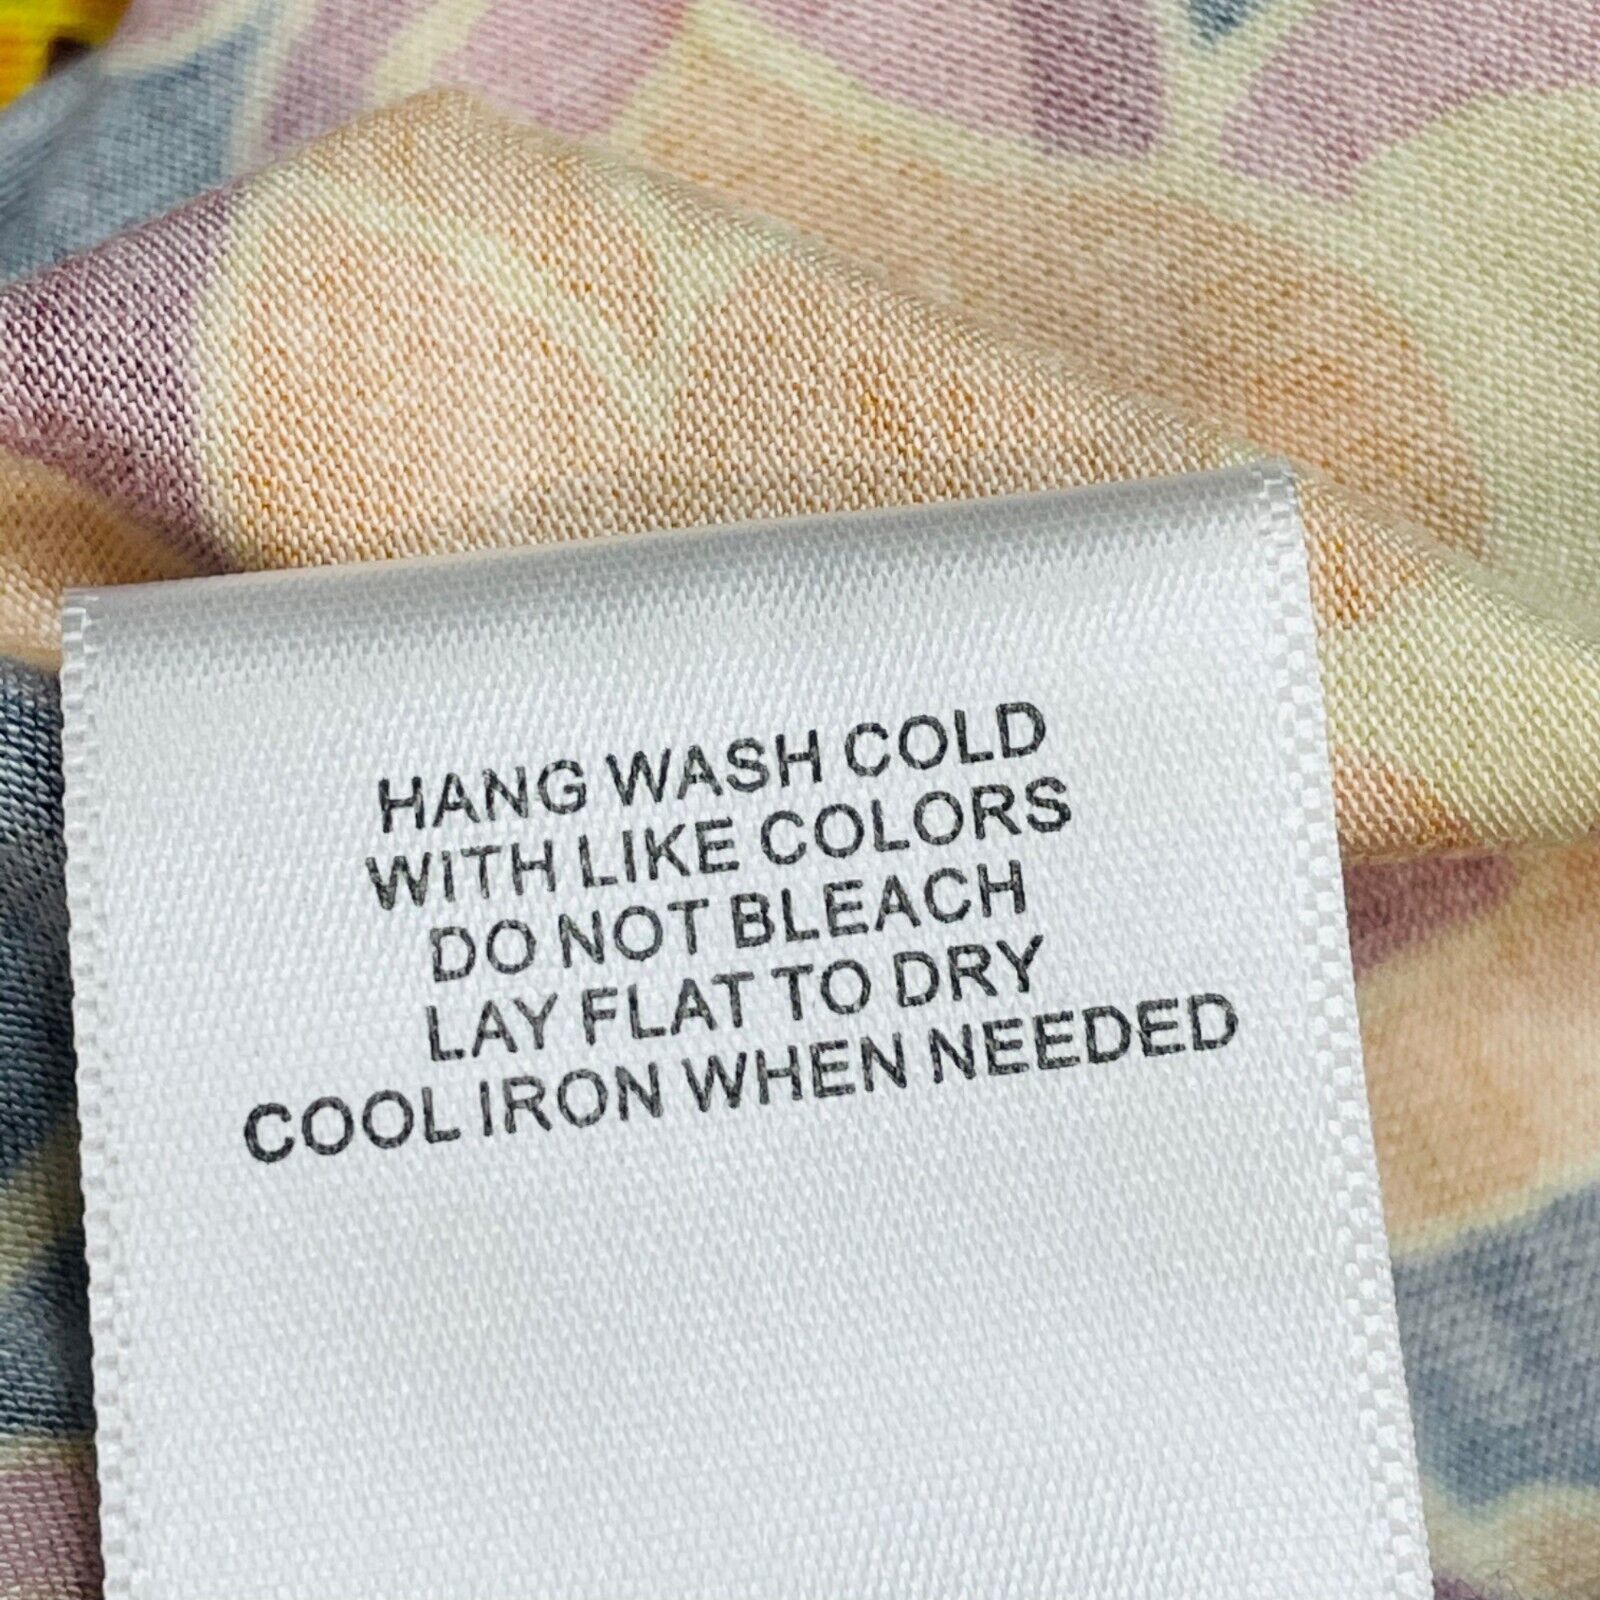 HANG WASH COLD
WITH LIKE COLORS
DO NOT BLEACH
LAY FLAT TO DRY
COOL IRON WHEN NEEDED